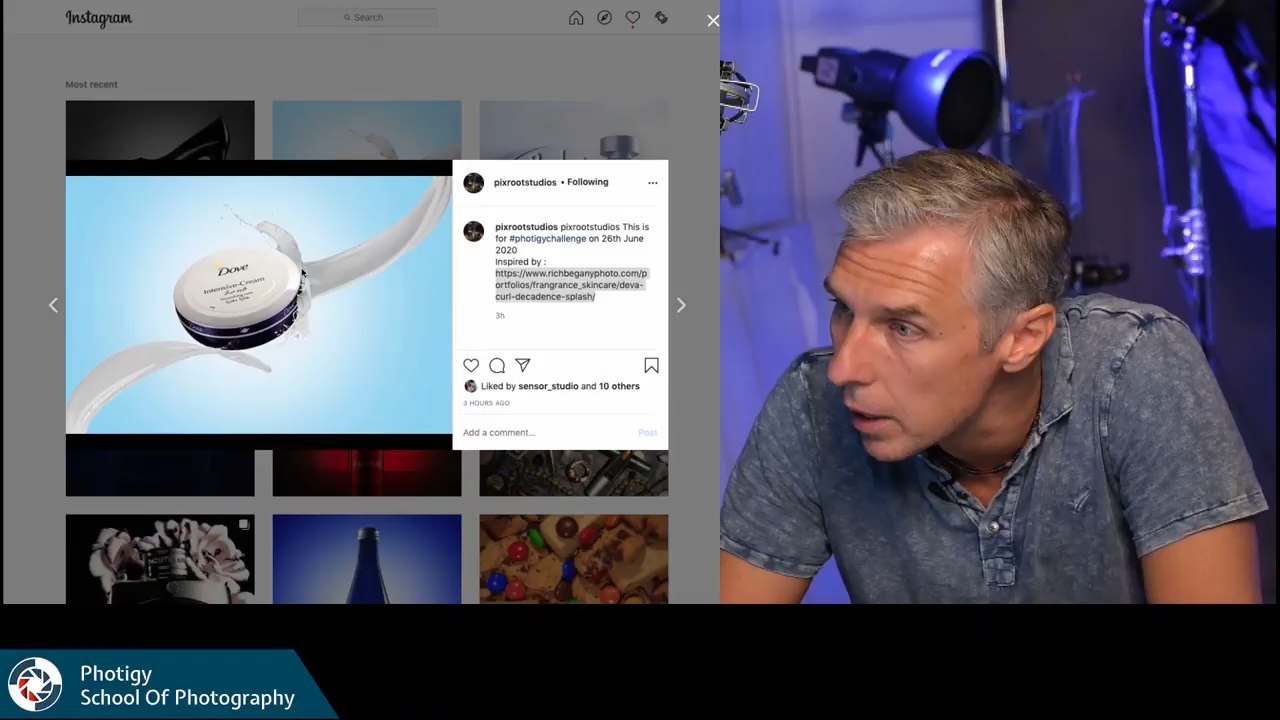 Instagram
Search
Most recent
Dove
Intensive-Cream
pixrootstudios • Following
pixrootstudios pixrootstudios This is
for #photigychallenge on 26th June
2020
Inspired by :
https://www.richbeganyphoto.com/p
ortfolios/frangrance_skincare/deva-
curl-decadence-splash/
3h
Liked by sensor_studio and 10 others
3 HOURS AGO
Add a comment...
Post
Photigy
School Of Photography